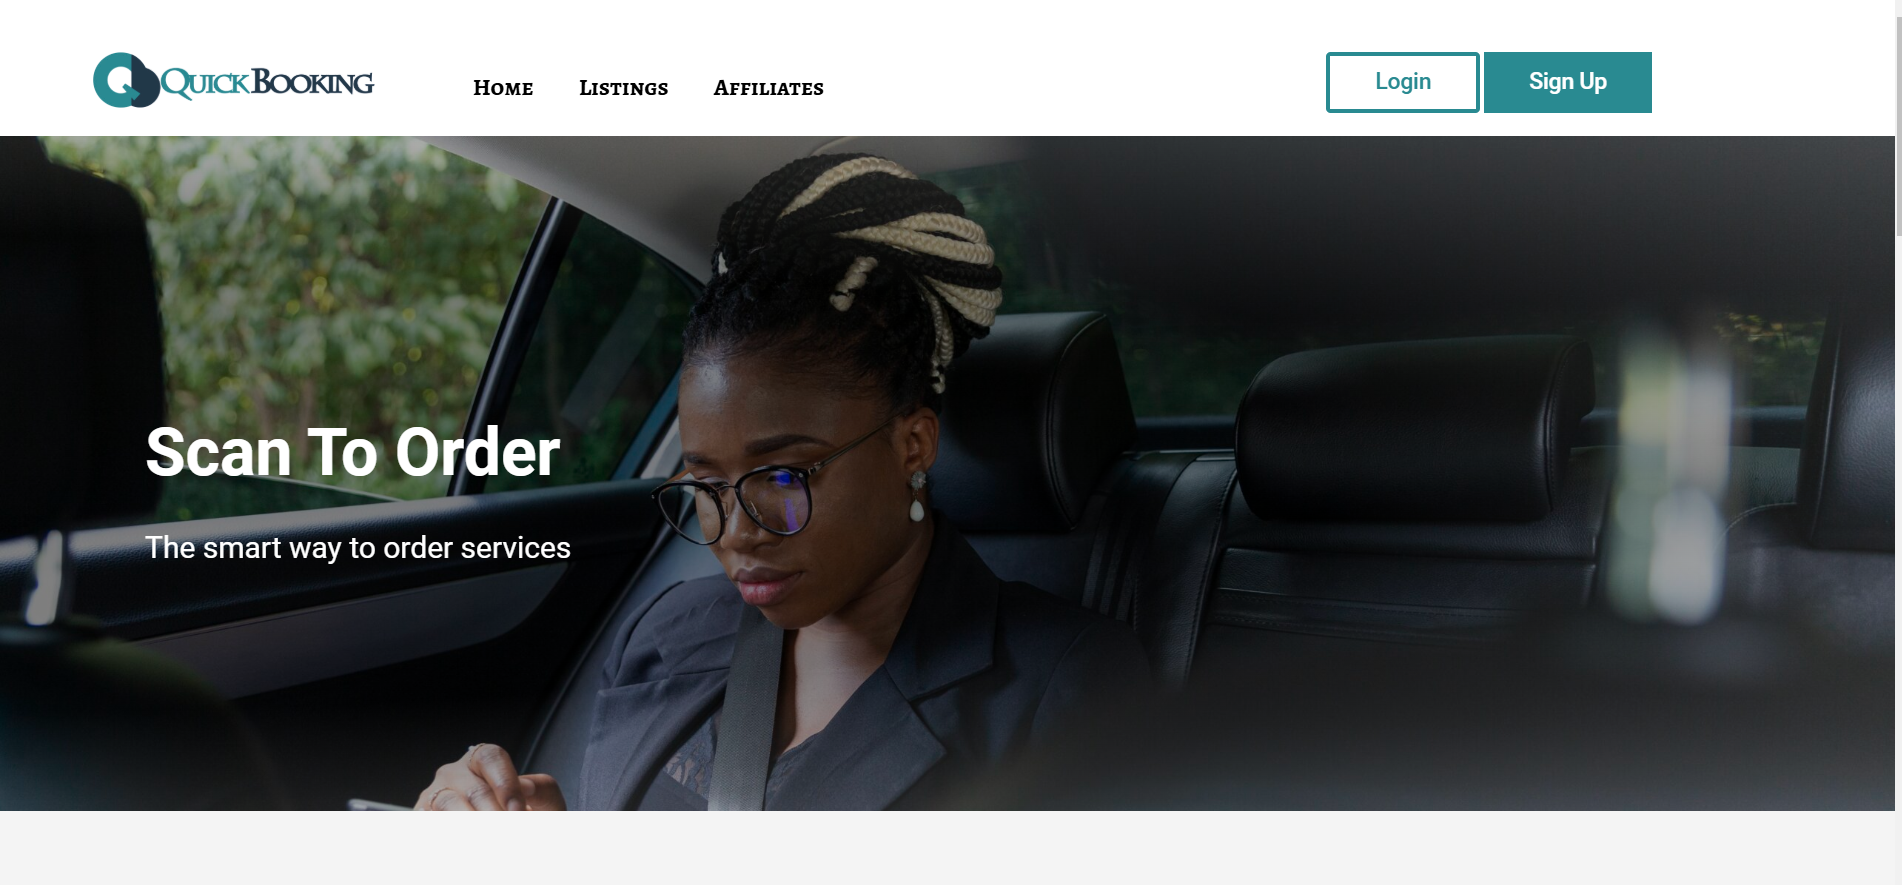 QUICKBOOKING
HOME
LISTINGS
AFFILIATES
Login
Sign Up
Scan To Order
The smart way to order services